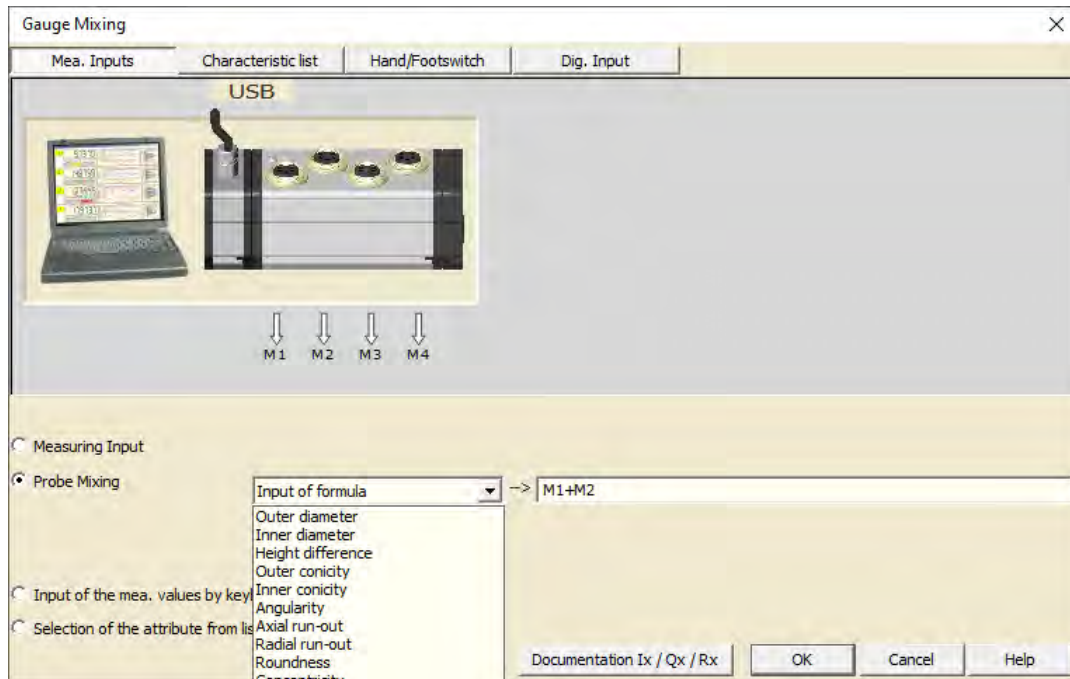 Gauge Mixing
Mea. Inputs
Characteristic list
Hand/Footswitch
Dig. Input
USB
M1 M2 M3 M4
Measuring Input
Probe Mixing
Input of formula
--> M1+M2
Outer diameter
Inner diameter
Height difference
Outer conicity
Inner conicity
Angularity
Axial run-out
Radial run-out
Roundness
Concentricity
Input of the mea. values by keyl
Selection of the attribute from lis
Documentation Ix / Qx / Rx
OK
Cancel
Help